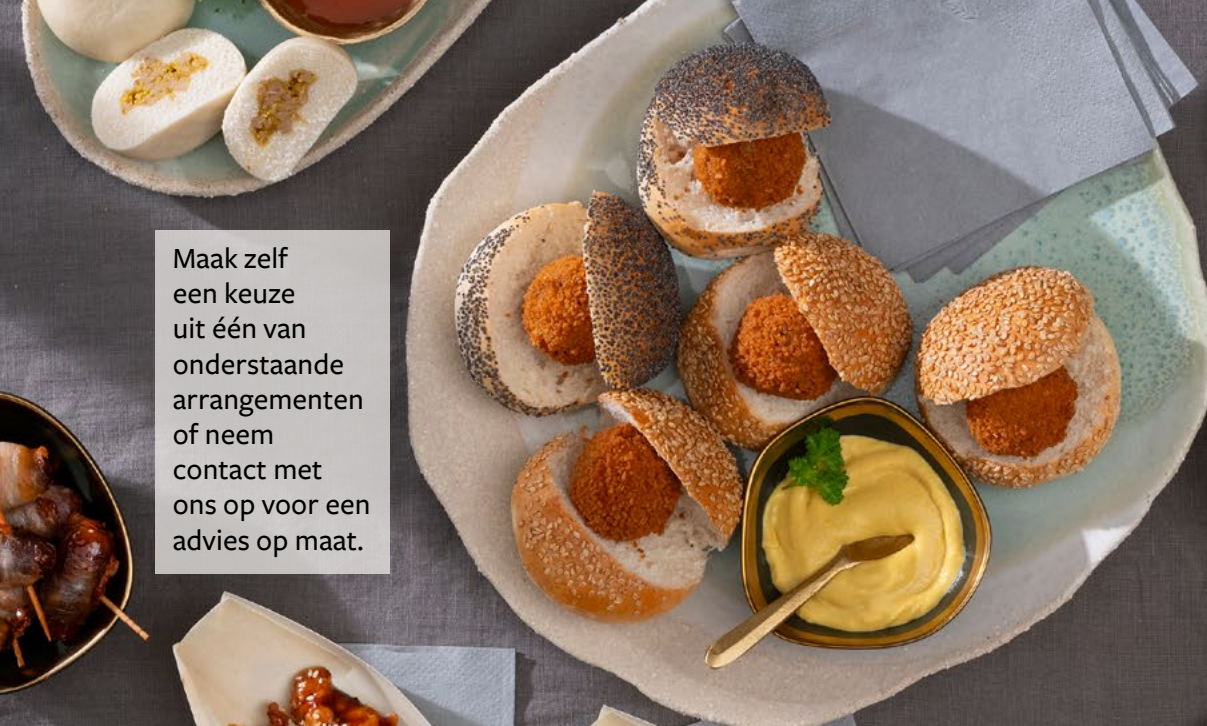 Maak zelf
een keuze
uit één van
onderstaande
arrangementen
of neem
contact met
ons op voor een
advies op maat.